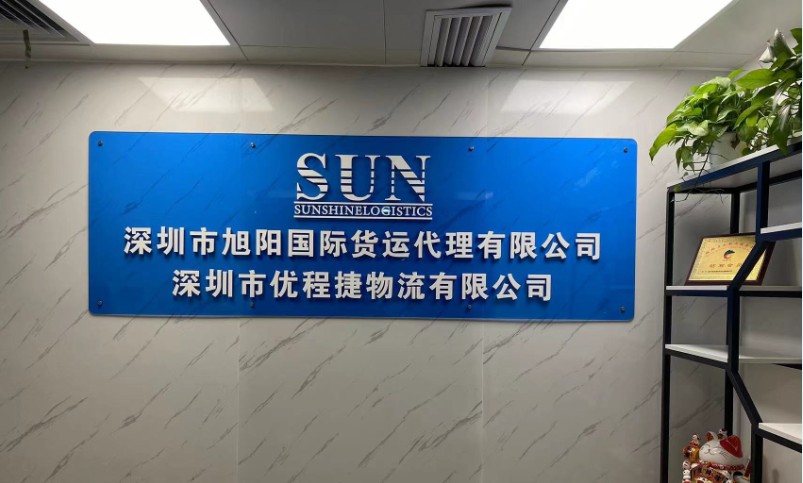 SUN
SUNSHINELOGISTICS
深圳市旭阳国际货运代理有限公司
深圳市优程捷物流有限公司